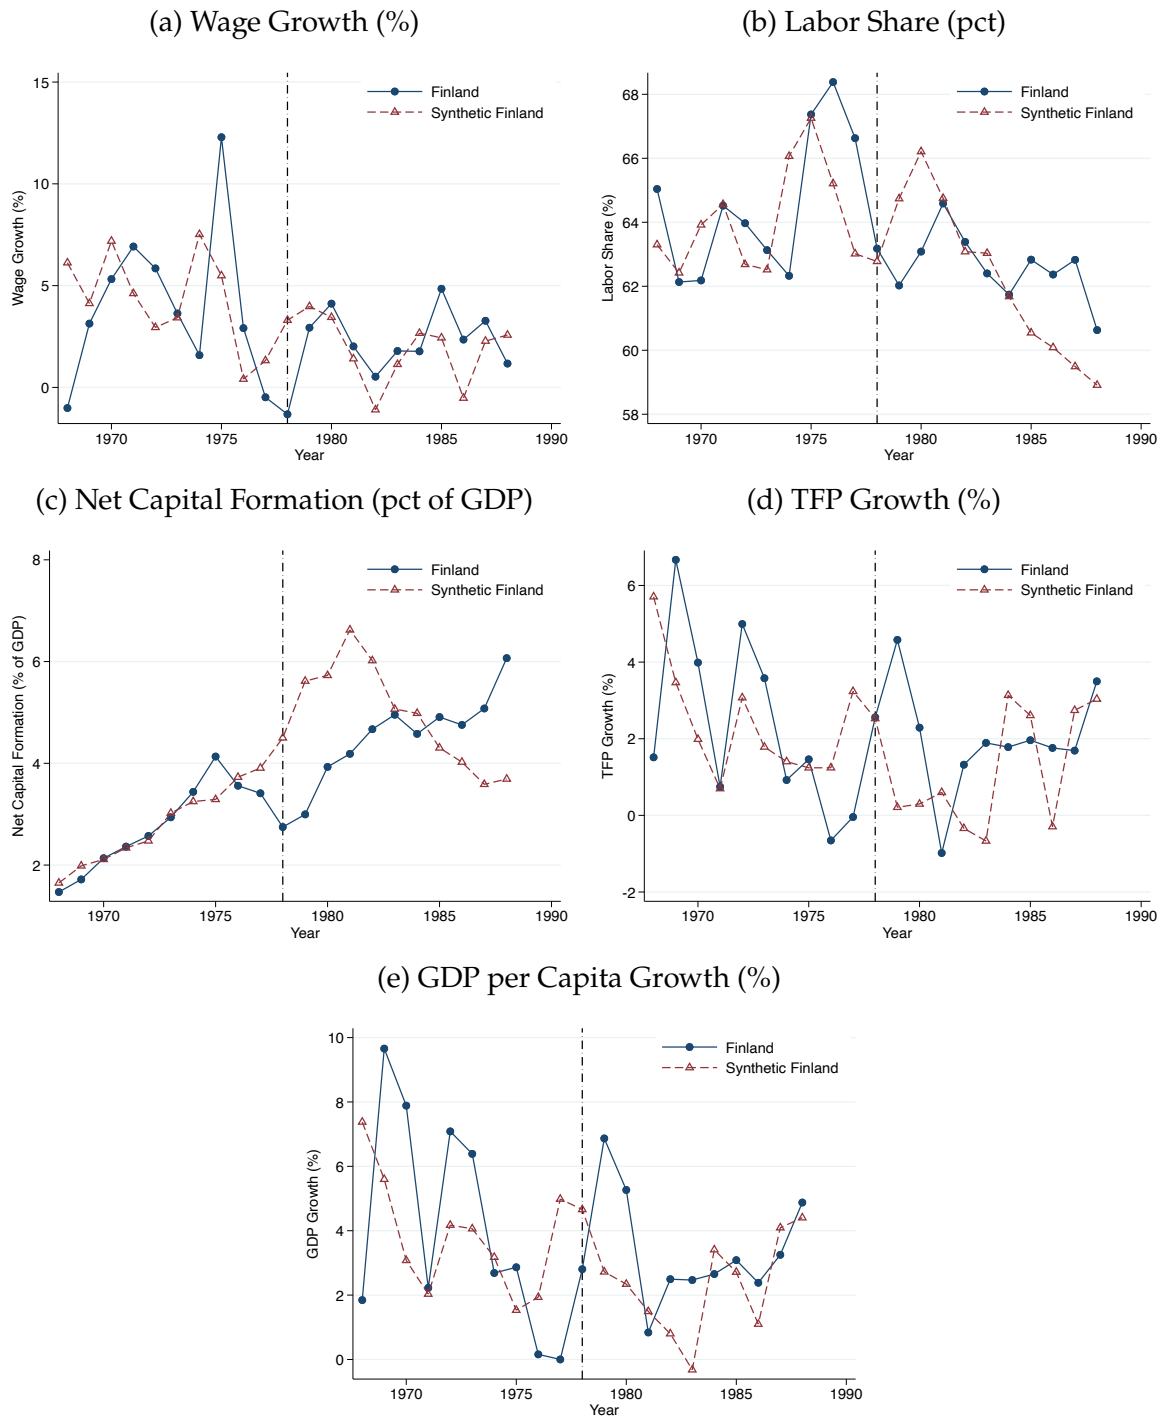 (a) Wage Growth (%)
15
10
5
0
Wage Growth (%)
1970 1975 1980 1985 1990
Year
Finland
Synthetic Finland
(b) Labor Share (pct)
68
66
64
62
60
58
Labor Share (%)
1970 1975 1980 1985 1990
Year
Finland
Synthetic Finland
(c) Net Capital Formation (pct of GDP)
8
6
4
2
Net Capital Formation (% of GDP)
1970 1975 1980 1985 1990
Year
Finland
Synthetic Finland
(d) TFP Growth (%)
6
4
2
0
-2
TFP Growth (%)
1970 1975 1980 1985 1990
Year
Finland
Synthetic Finland
(e) GDP per Capita Growth (%)
10
8
6
4
2
0
GDP Growth (%)
1970 1975 1980 1985 1990
Year
Finland
Synthetic Finland